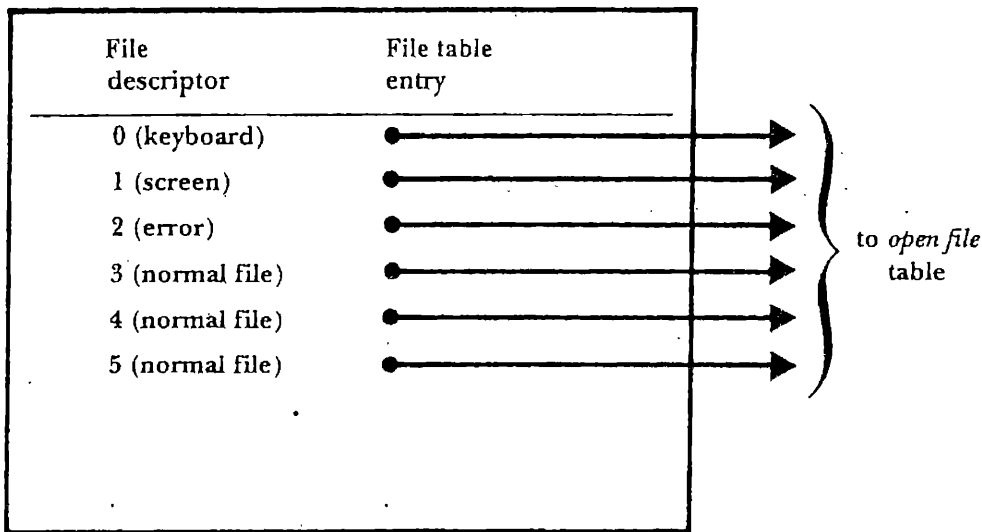 File descriptor
File table entry
0 (keyboard)
1 (screen)
2 (error)
3 (normal file)
4 (normal file)
5 (normal file)
to open file
table